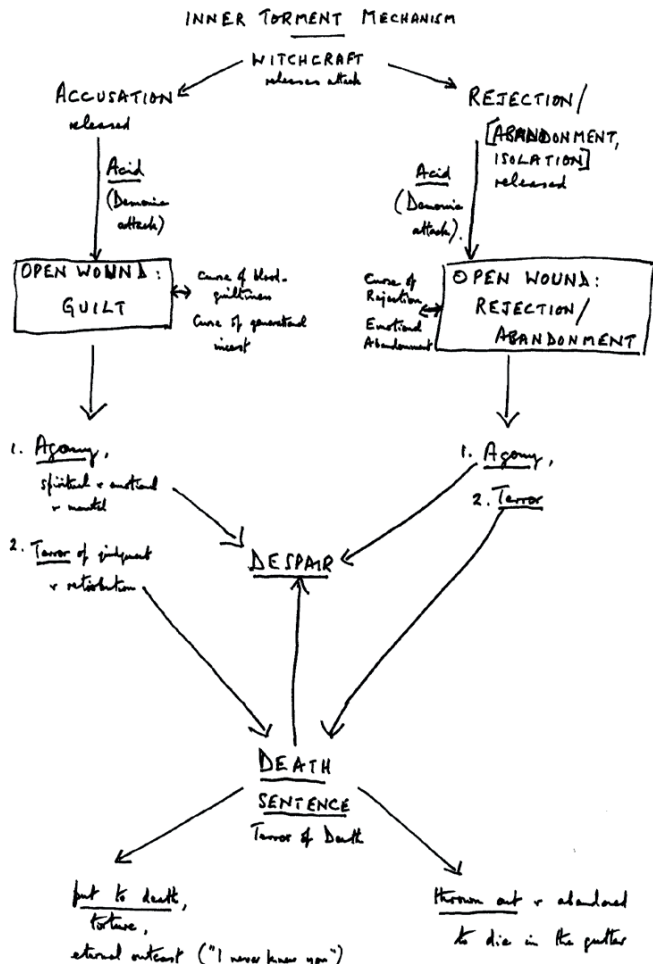 INNER TORMENT MECHANISM
WITCHCRAFT
releases attack
ACCUSATION
released
REJECTION/
[ABANDONMENT,
ISOLATION]
released
Acid
(Demonic
attack)
Acid
(Demonic
attack).
OPEN WOUND:
GUILT
Curse of blood-
guiltiness
Curse of generational
incest
Curse of
Rejection
Emotional
Abandonment
OPEN WOUND:
REJECTION/
ABANDONMENT
1. Agony,
spiritual + emotional
+ mental
2. Terror of judgment
+ retribution
1. Agony,
2. Terror
DESPAIR
DEATH
SENTENCE
Terror of Death
put to death,
torture,
eternal outcast ("I never knew you")
thrown out + abandoned
to die in the gutter